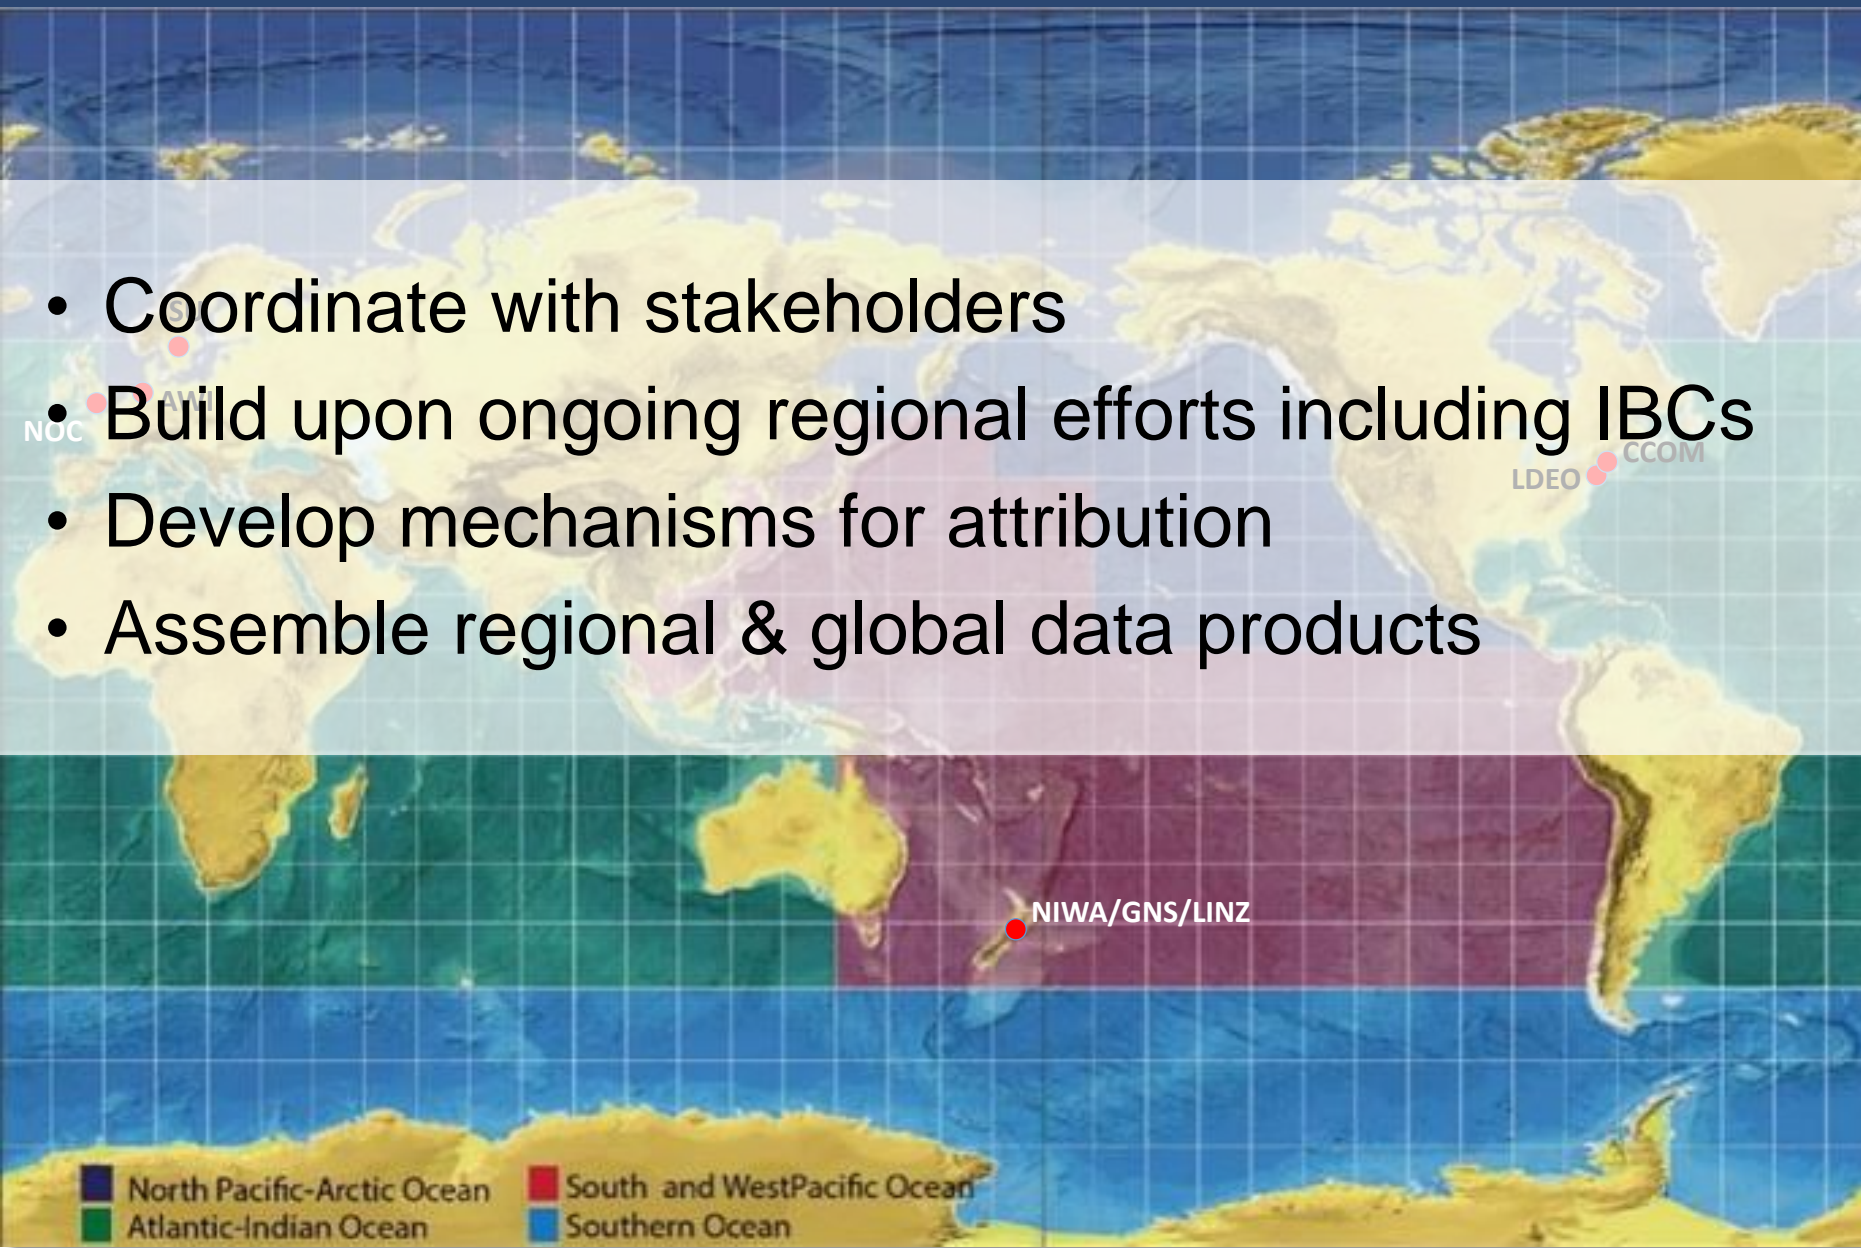 • Coordinate with stakeholders
SU
• Build upon ongoing regional efforts including IBCs
AWI
NOC
CCOM
LDEO
• Develop mechanisms for attribution
• Assemble regional & global data products
NIWA/GNS/LINZ
North Pacific-Arctic Ocean
South and WestPacific Ocean
Atlantic-Indian Ocean
Southern Ocean